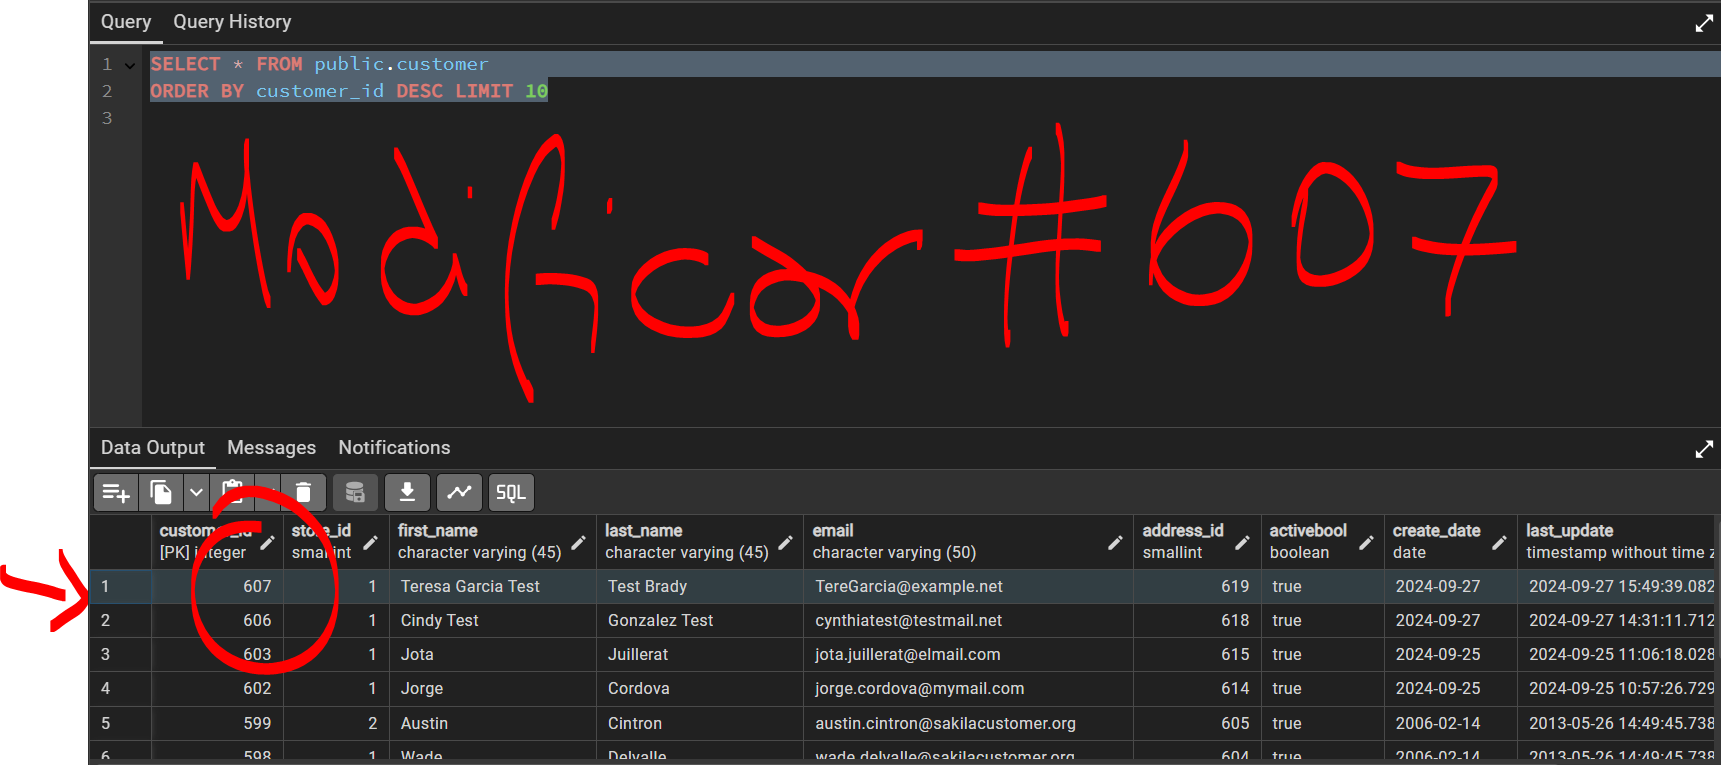 Query Query History
1 SELECT * FROM public.customer
2 ORDER BY customer_id DESC LIMIT 10
3
Modificar #607
Data Output Messages Notifications
SQL
customer_id store_id first_name last_name email address_id activebool create_date last_update
[PK] integer smallint character varying (45) character varying (45) character varying (50) smallint boolean date timestamp without time z
1 607 1 Teresa Garcia Test Test Brady TereGarcia@example.net 619 true 2024-09-27 2024-09-27 15:49:39.082
2 606 1 Cindy Test Gonzalez Test cynthiatest@testmail.net 618 true 2024-09-27 2024-09-27 14:31:11.712
3 603 1 Jota Juillerat jota.juillerat@elmail.com 615 true 2024-09-25 2024-09-25 11:06:18.028
4 602 1 Jorge Cordova jorge.cordova@mymail.com 614 true 2024-09-25 2024-09-25 10:57:26.729
5 599 2 Austin Cintron austin.cintron@sakilacustomer.org 605 true 2006-02-14 2013-05-26 14:49:45.738
6 598 1 Wade Delvalle wade.delvalle@sakilacustomer.org 604 true 2006-02-14 2013-05-26 14:49:45.738